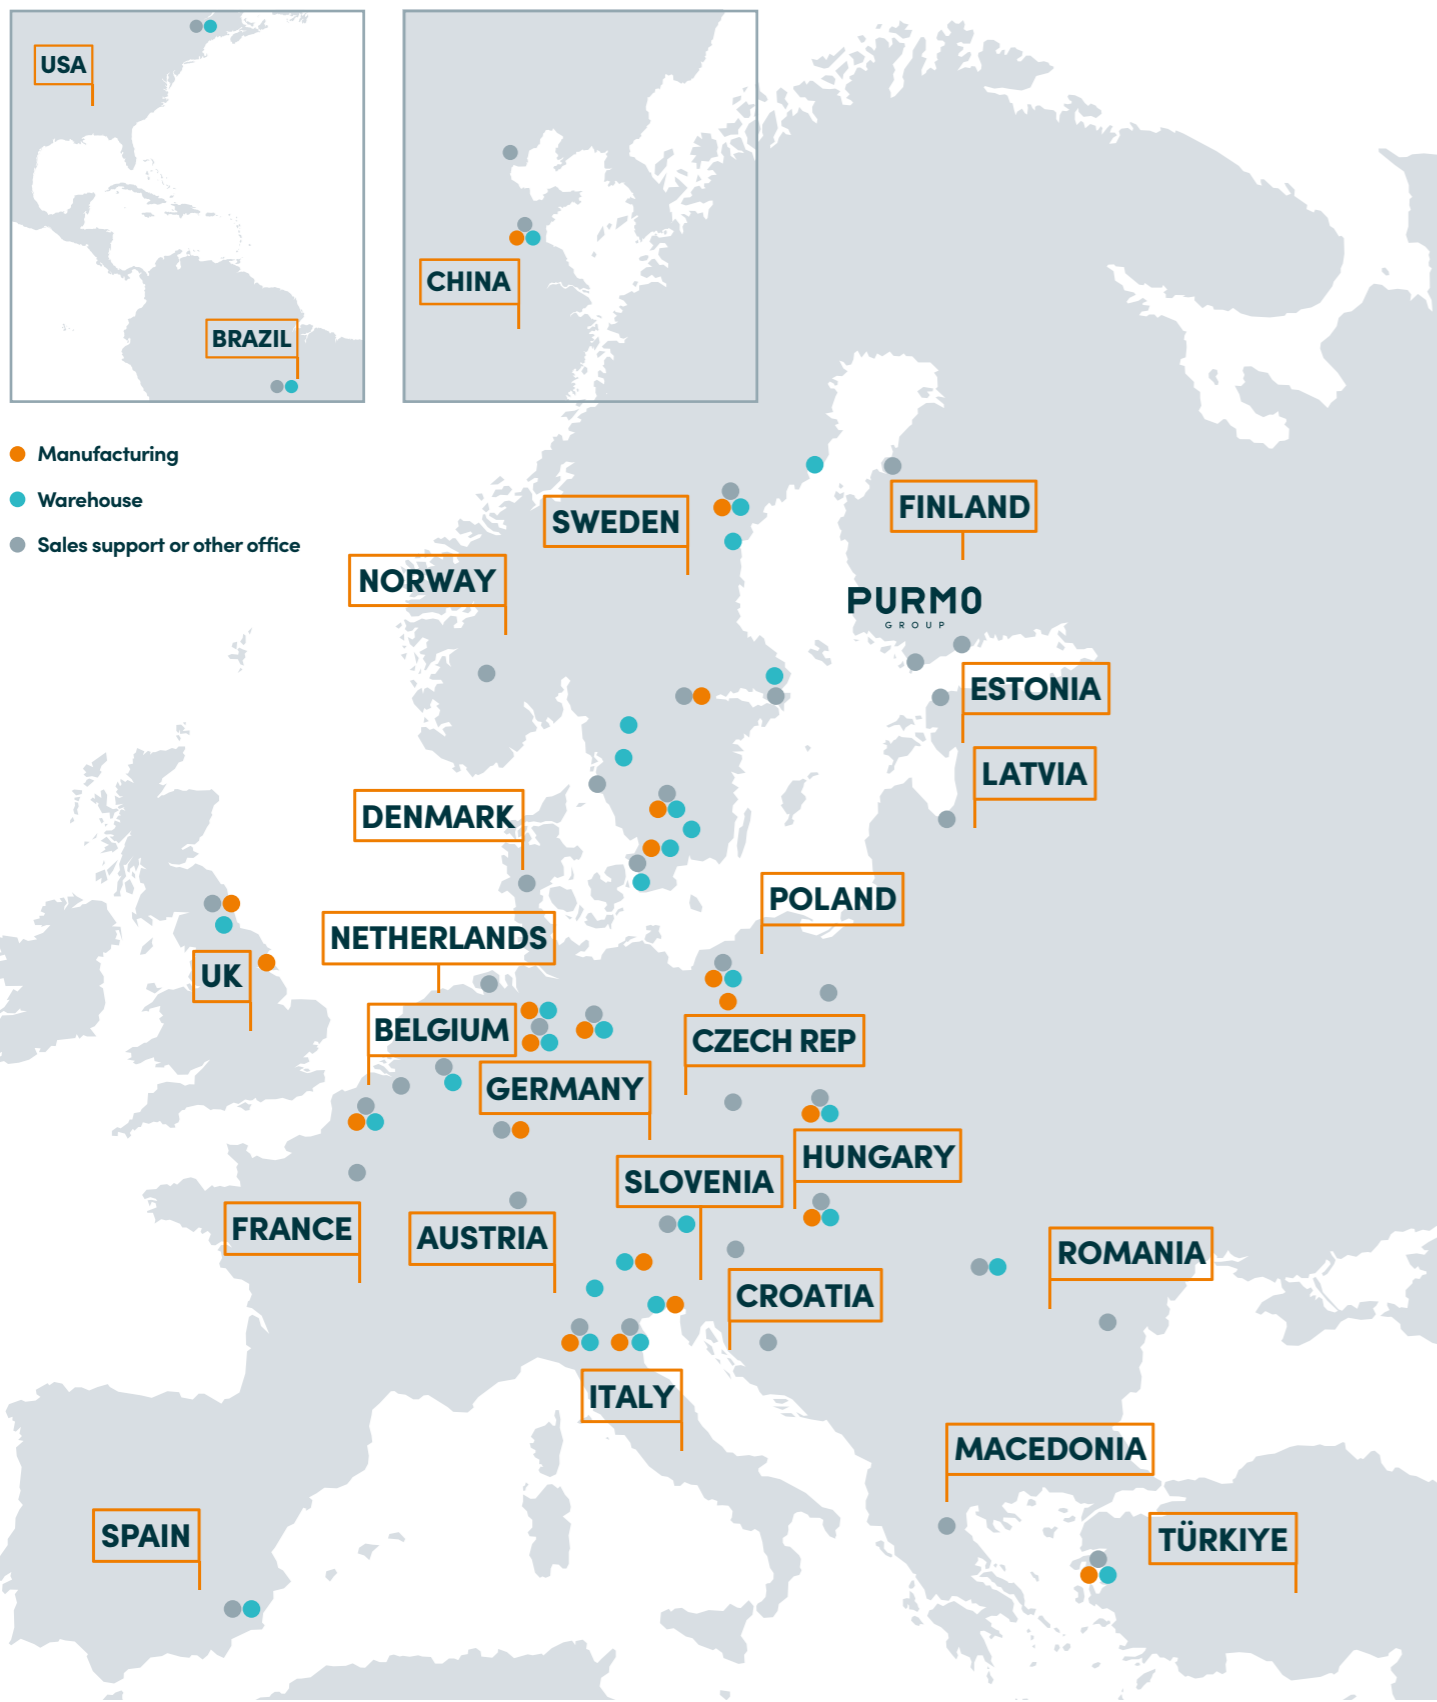 USA
BRAZIL
CHINA
Manufacturing
Warehouse
Sales support or other office
SWEDEN
FINLAND
NORWAY
PURMO
GROUP
ESTONIA
LATVIA
DENMARK
POLAND
NETHERLANDS
UK
BELGIUM
CZECH REP
GERMANY
HUNGARY
SLOVENIA
FRANCE
AUSTRIA
ROMANIA
CROATIA
ITALY
MACEDONIA
SPAIN
TÜRKIYE